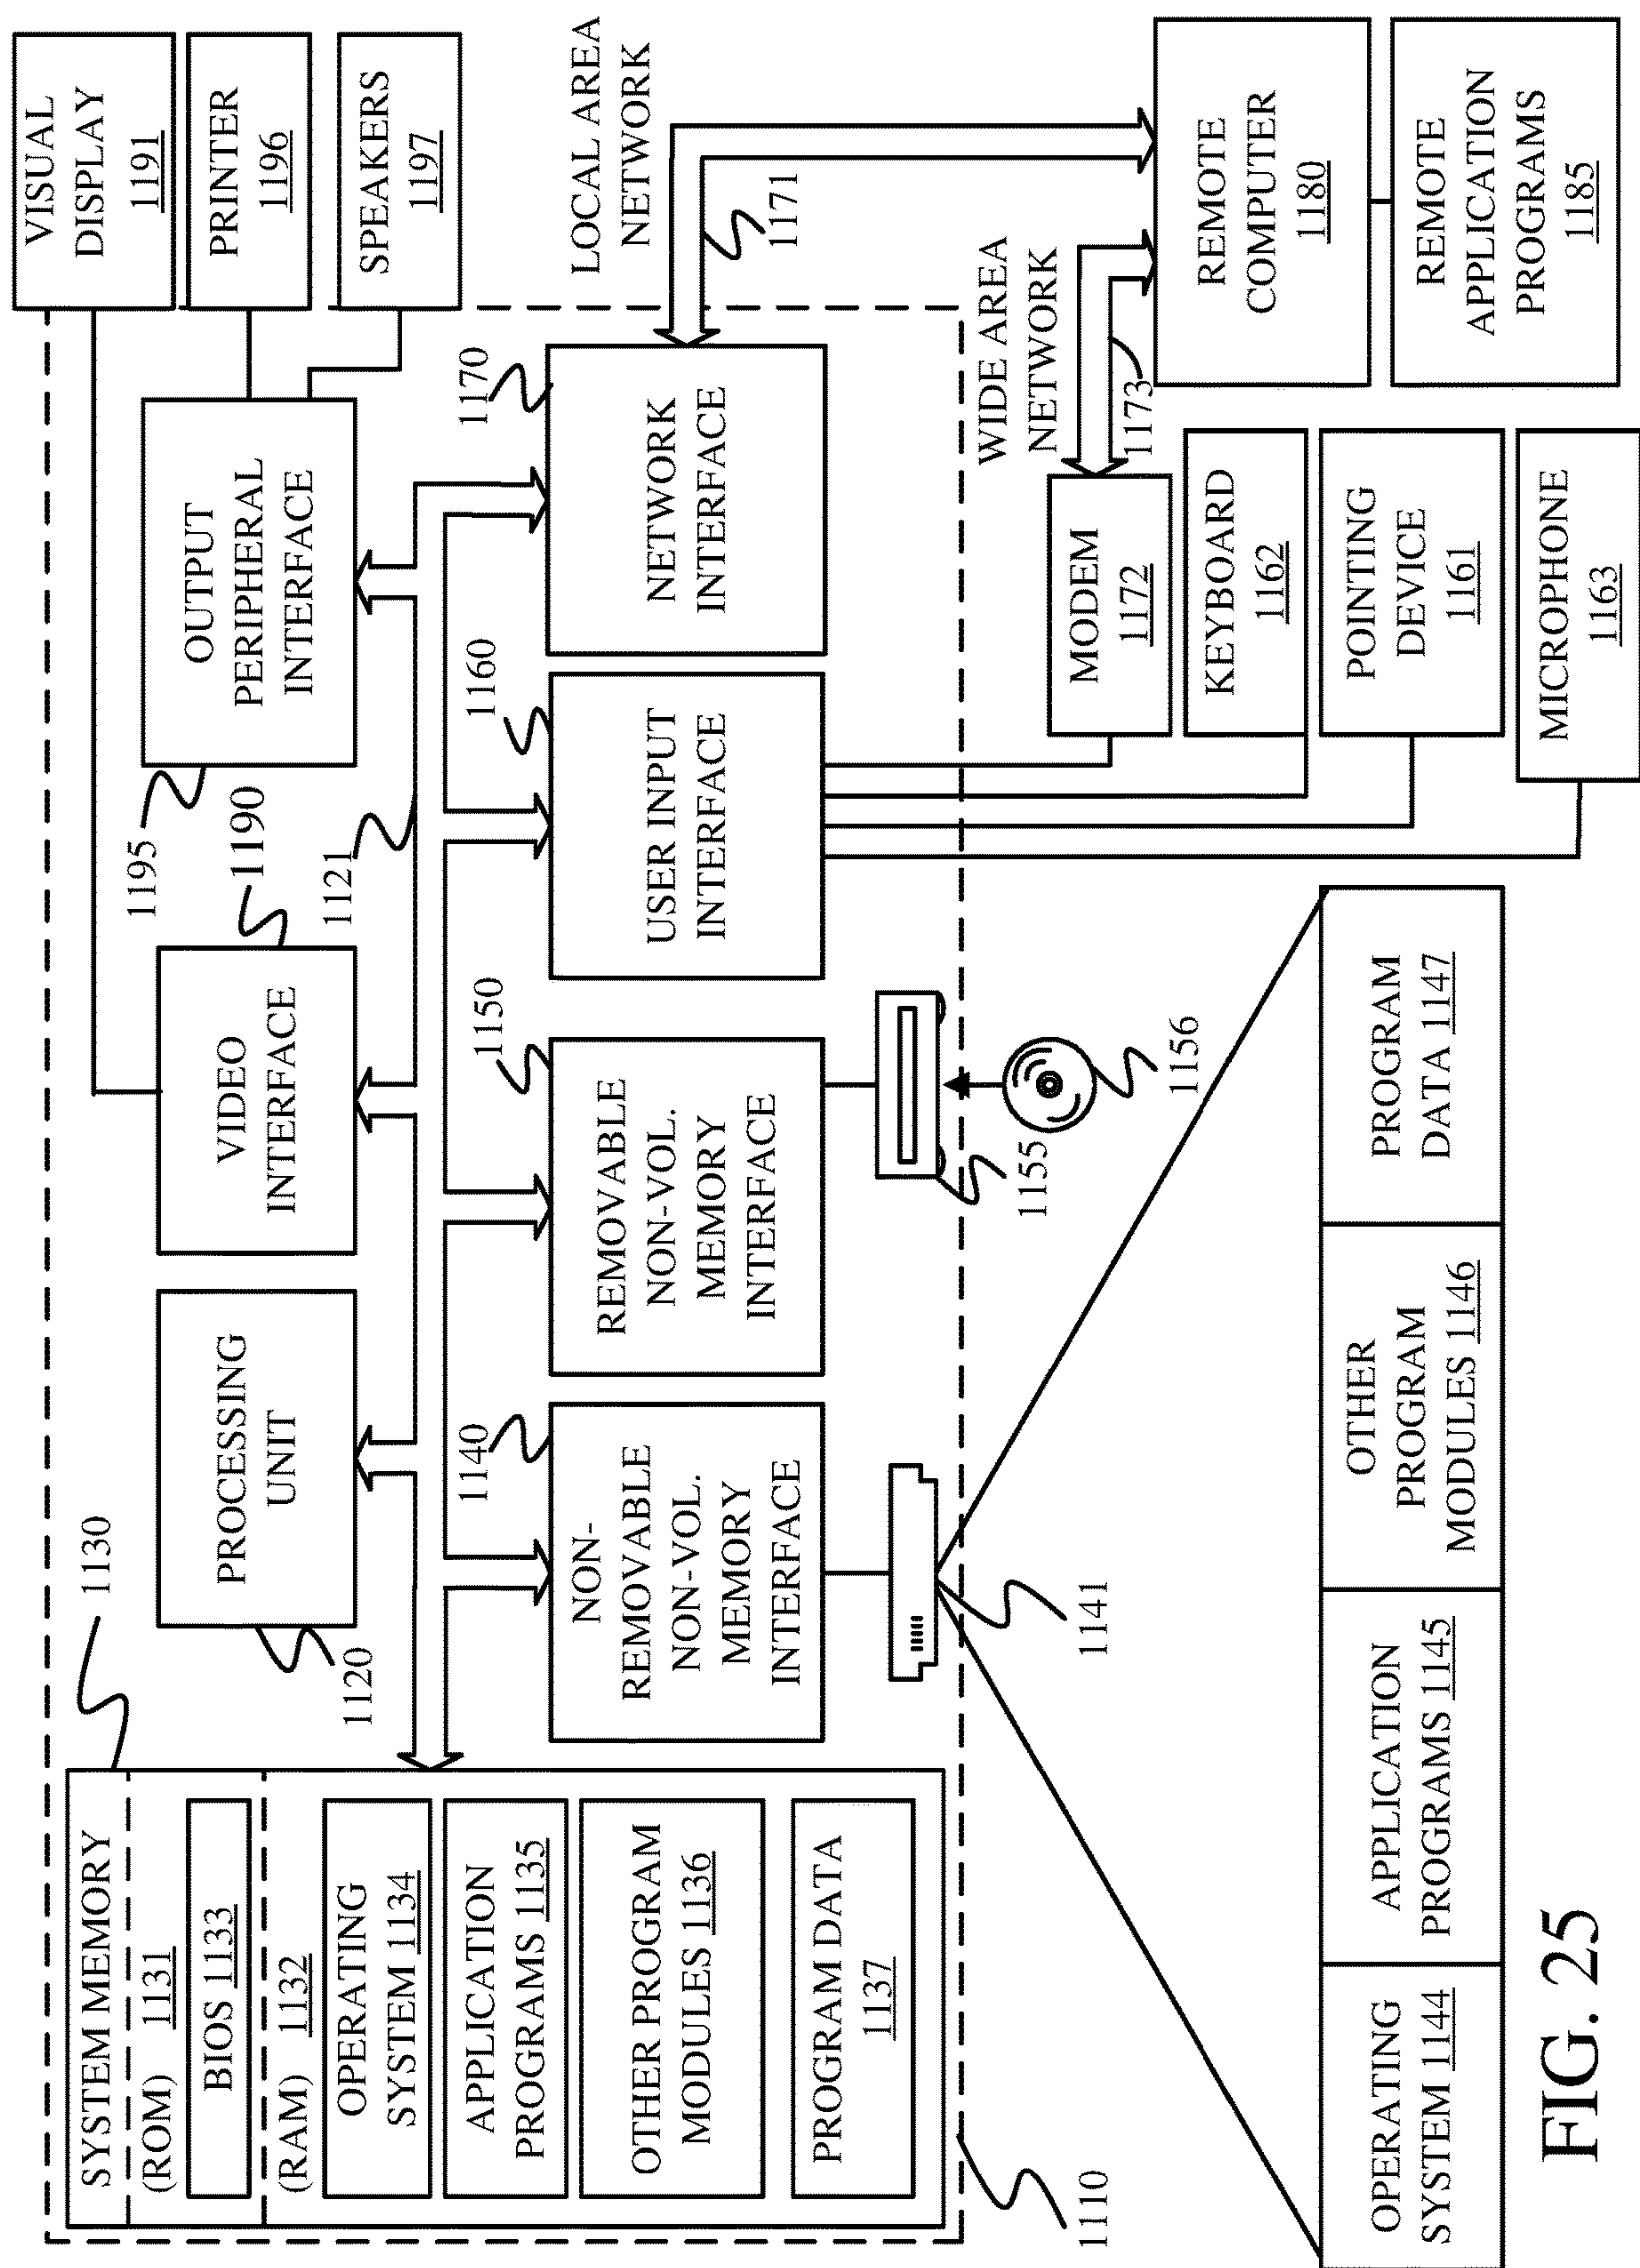 SYSTEM MEMORY
(ROM) 1131
BIOS 1133
(RAM) 1132
OPERATING
SYSTEM 1134
APPLICATION
PROGRAMS 1135
OTHER PROGRAM
MODULES 1136
PROGRAM DATA
1137
1110
1130
PROCESSING
UNIT
1120
VIDEO
INTERFACE
1190
1121
OUTPUT
PERIPHERAL
INTERFACE
1195
VISUAL
DISPLAY
1191
PRINTER
1196
SPEAKERS
1197
1140
NON-
REMOVABLE
NON-VOL.
MEMORY
INTERFACE
1150
REMOVABLE
NON-VOL.
MEMORY
INTERFACE
1160
USER INPUT
INTERFACE
1170
NETWORK
INTERFACE
LOCAL AREA
NETWORK
1171
1141
1155
1156
WIDE AREA
NETWORK
1173
MODEM
1172
KEYBOARD
1162
POINTING
DEVICE
1161
MICROPHONE
1163
REMOTE
COMPUTER
1180
REMOTE
APPLICATION
PROGRAMS
1185
OPERATING
SYSTEM 1144
APPLICATION
PROGRAMS 1145
OTHER
PROGRAM
MODULES 1146
PROGRAM
DATA 1147
FIG. 25